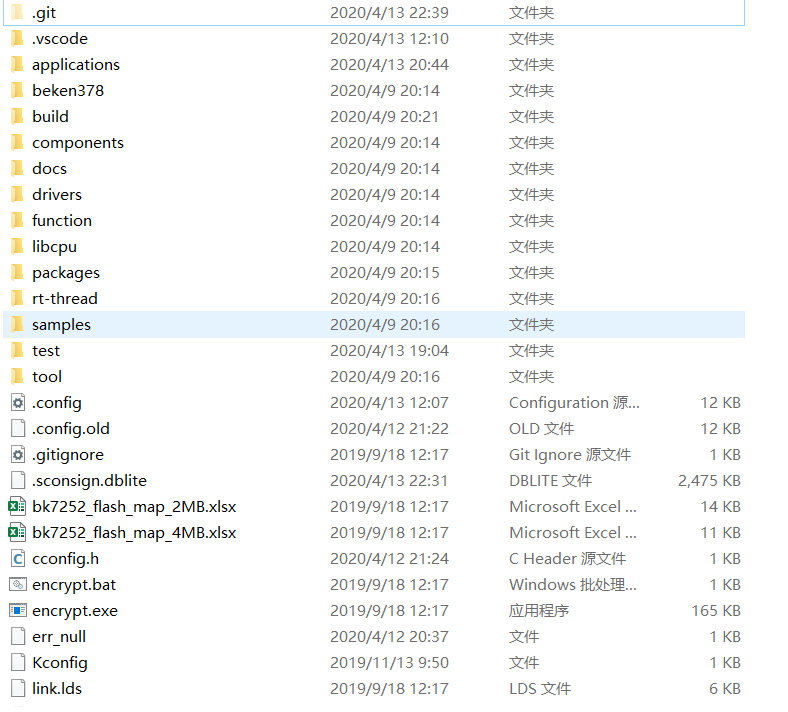 .git 2020/4/13 22:39 文件夹
.vscode 2020/4/13 12:10 文件夹
applications 2020/4/13 20:44 文件夹
beken378 2020/4/9 20:14 文件夹
build 2020/4/9 20:21 文件夹
components 2020/4/9 20:14 文件夹
docs 2020/4/9 20:14 文件夹
drivers 2020/4/9 20:14 文件夹
function 2020/4/9 20:14 文件夹
libcpu 2020/4/9 20:14 文件夹
packages 2020/4/9 20:15 文件夹
rt-thread 2020/4/9 20:16 文件夹
samples 2020/4/9 20:16 文件夹
test 2020/4/13 19:04 文件夹
tool 2020/4/9 20:16 文件夹
.config 2020/4/13 12:07 Configuration 源... 12 KB
.config.old 2020/4/12 21:22 OLD 文件 12 KB
.gitignore 2019/9/18 12:17 Git Ignore 源文件 1 KB
.sconsign.dblite 2020/4/13 22:31 DBLITE 文件 2,475 KB
bk7252_flash_map_2MB.xlsx 2019/9/18 12:17 Microsoft Excel ... 14 KB
bk7252_flash_map_4MB.xlsx 2019/9/18 12:17 Microsoft Excel ... 11 KB
cconfig.h 2020/4/12 21:24 C Header 源文件 1 KB
encrypt.bat 2019/9/18 12:17 Windows 批处理... 1 KB
encrypt.exe 2019/9/18 12:17 应用程序 165 KB
err_null 2020/4/12 20:37 文件 1 KB
Kconfig 2019/11/13 9:50 文件 1 KB
link.lds 2019/9/18 12:17 LDS 文件 6 KB